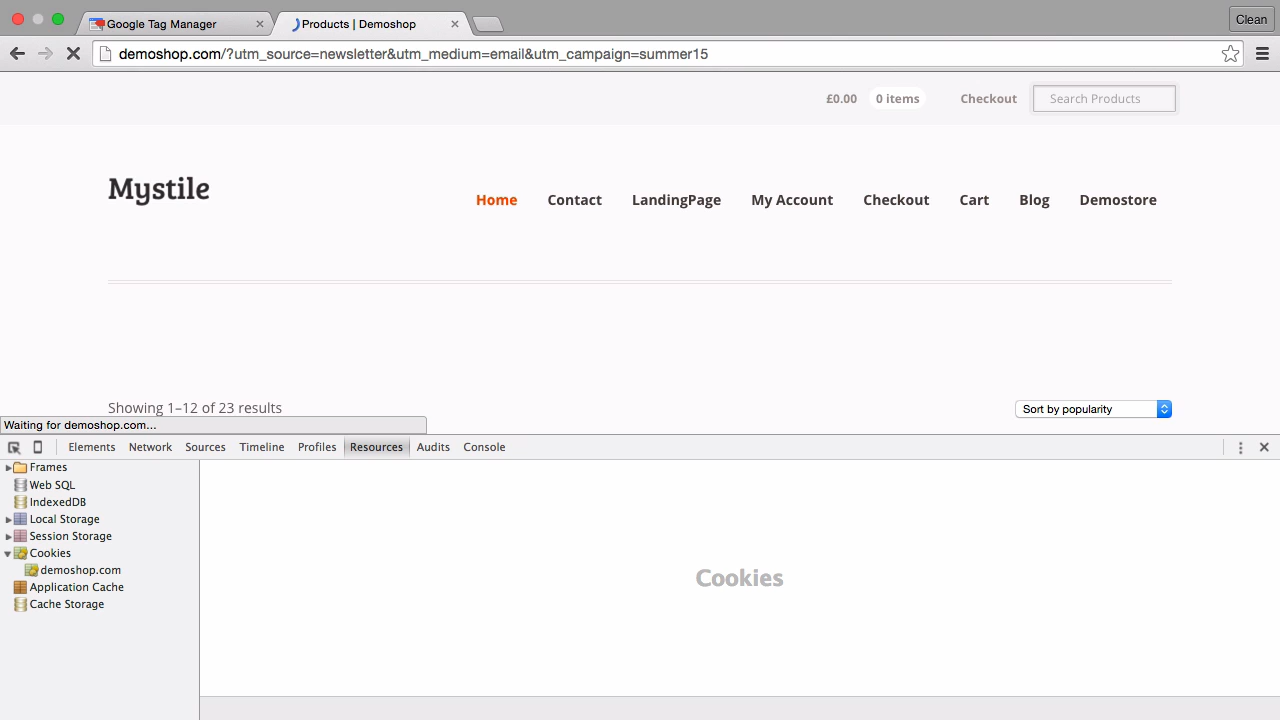 Google Tag Manager
Products | Demoshop
Clean
demoshop.com/?utm_source=newsletter&utm_medium=email&utm_campaign=summer15
£0.00 0 items Checkout Search Products
Mystile
Home Contact LandingPage My Account Checkout Cart Blog Demostore
Showing 1–12 of 23 results
Sort by popularity
Waiting for demoshop.com...
Elements Network Sources Timeline Profiles Resources Audits Console
Frames
Web SQL
IndexedDB
Local Storage
Session Storage
Cookies
demoshop.com
Application Cache
Cache Storage
Cookies